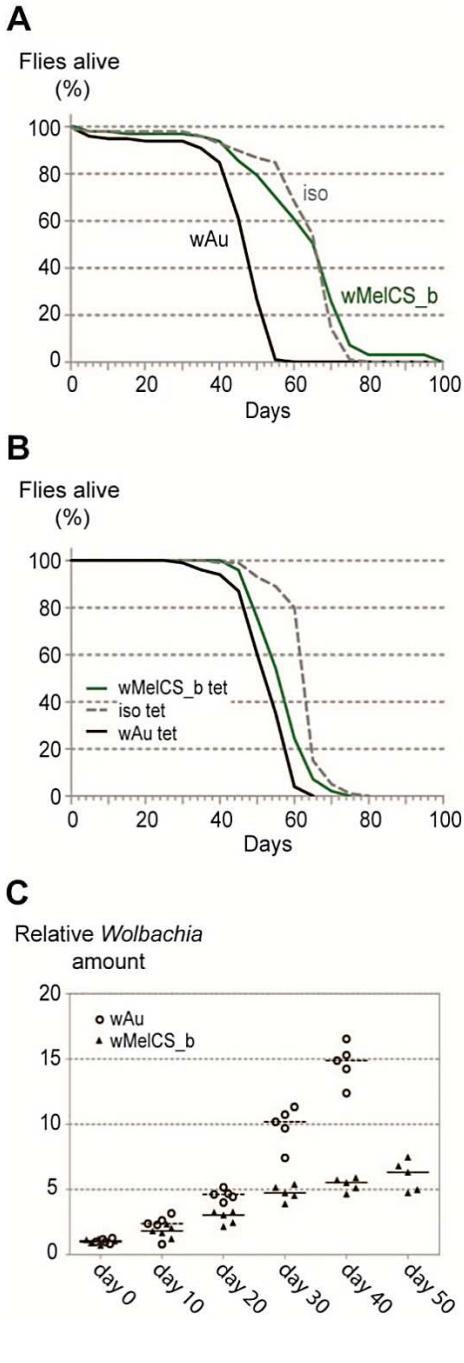 A
Flies alive
(%)
100
80
60
40
20
0
iso
wAu
wMelCS_b
0 20 40 60 80 100
Days
B
Flies alive
(%)
100
80
60
40
20
0
wMelCS_b tet
iso tet
wAu tet
0 20 40 60 80 100
Days
C
Relative Wolbachia
amount
20
15
10
5
0
wAu
wMelCS_b
day 0 day 10 day 20 day 30 day 40 day 50